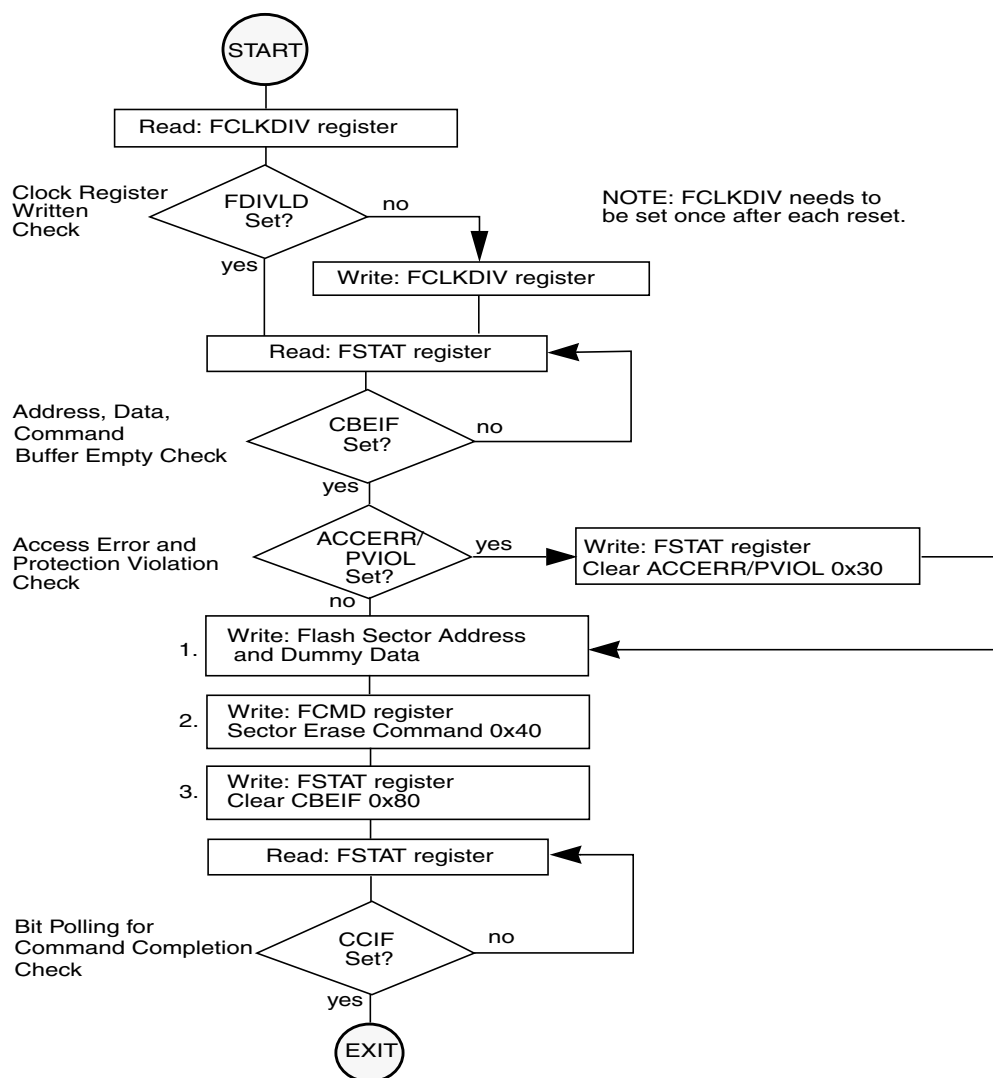 START
Read: FCLKDIV register
Clock Register
Written
Check
FDIVLD
Set?
no
yes
NOTE: FCLKDIV needs to
be set once after each reset.
Write: FCLKDIV register
Read: FSTAT register
Address, Data,
Command
Buffer Empty Check
CBEIF
Set?
no
yes
Access Error and
Protection Violation
Check
ACCERR/
PVIOL
Set?
yes
no
Write: FSTAT register
Clear ACCERR/PVIOL 0x30
1.
Write: Flash Sector Address
and Dummy Data
2.
Write: FCMD register
Sector Erase Command 0x40
3.
Write: FSTAT register
Clear CBEIF 0x80
Read: FSTAT register
Bit Polling for
Command Completion
Check
CCIF
Set?
no
yes
EXIT